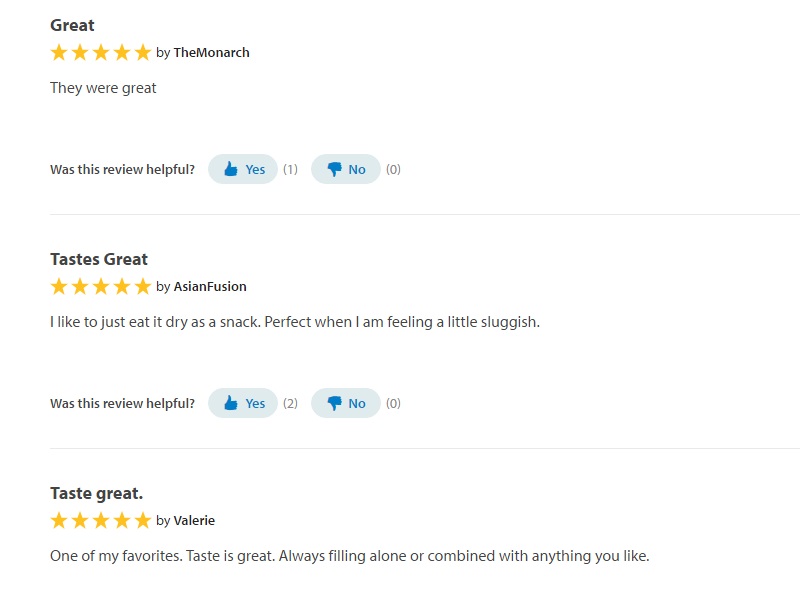 Great
by TheMonarch
They were great
Was this review helpful? Yes (1) No (0)
Tastes Great
by AsianFusion
I like to just eat it dry as a snack. Perfect when I am feeling a little sluggish.
Was this review helpful? Yes (2) No (0)
Taste great.
by Valerie
One of my favorites. Taste is great. Always filling alone or combined with anything you like.